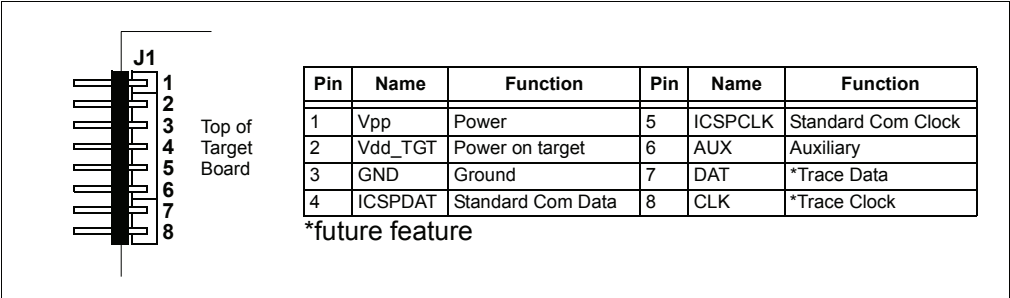 J1
1
2
3
4
5
6
7
8
Top of
Target
Board
Pin Name Function Pin Name Function
1 Vpp Power 5 ICSPCLK Standard Com Clock
2 Vdd_TGT Power on target 6 AUX Auxiliary
3 GND Ground 7 DAT *Trace Data
4 ICSPDAT Standard Com Data 8 CLK *Trace Clock
*future feature